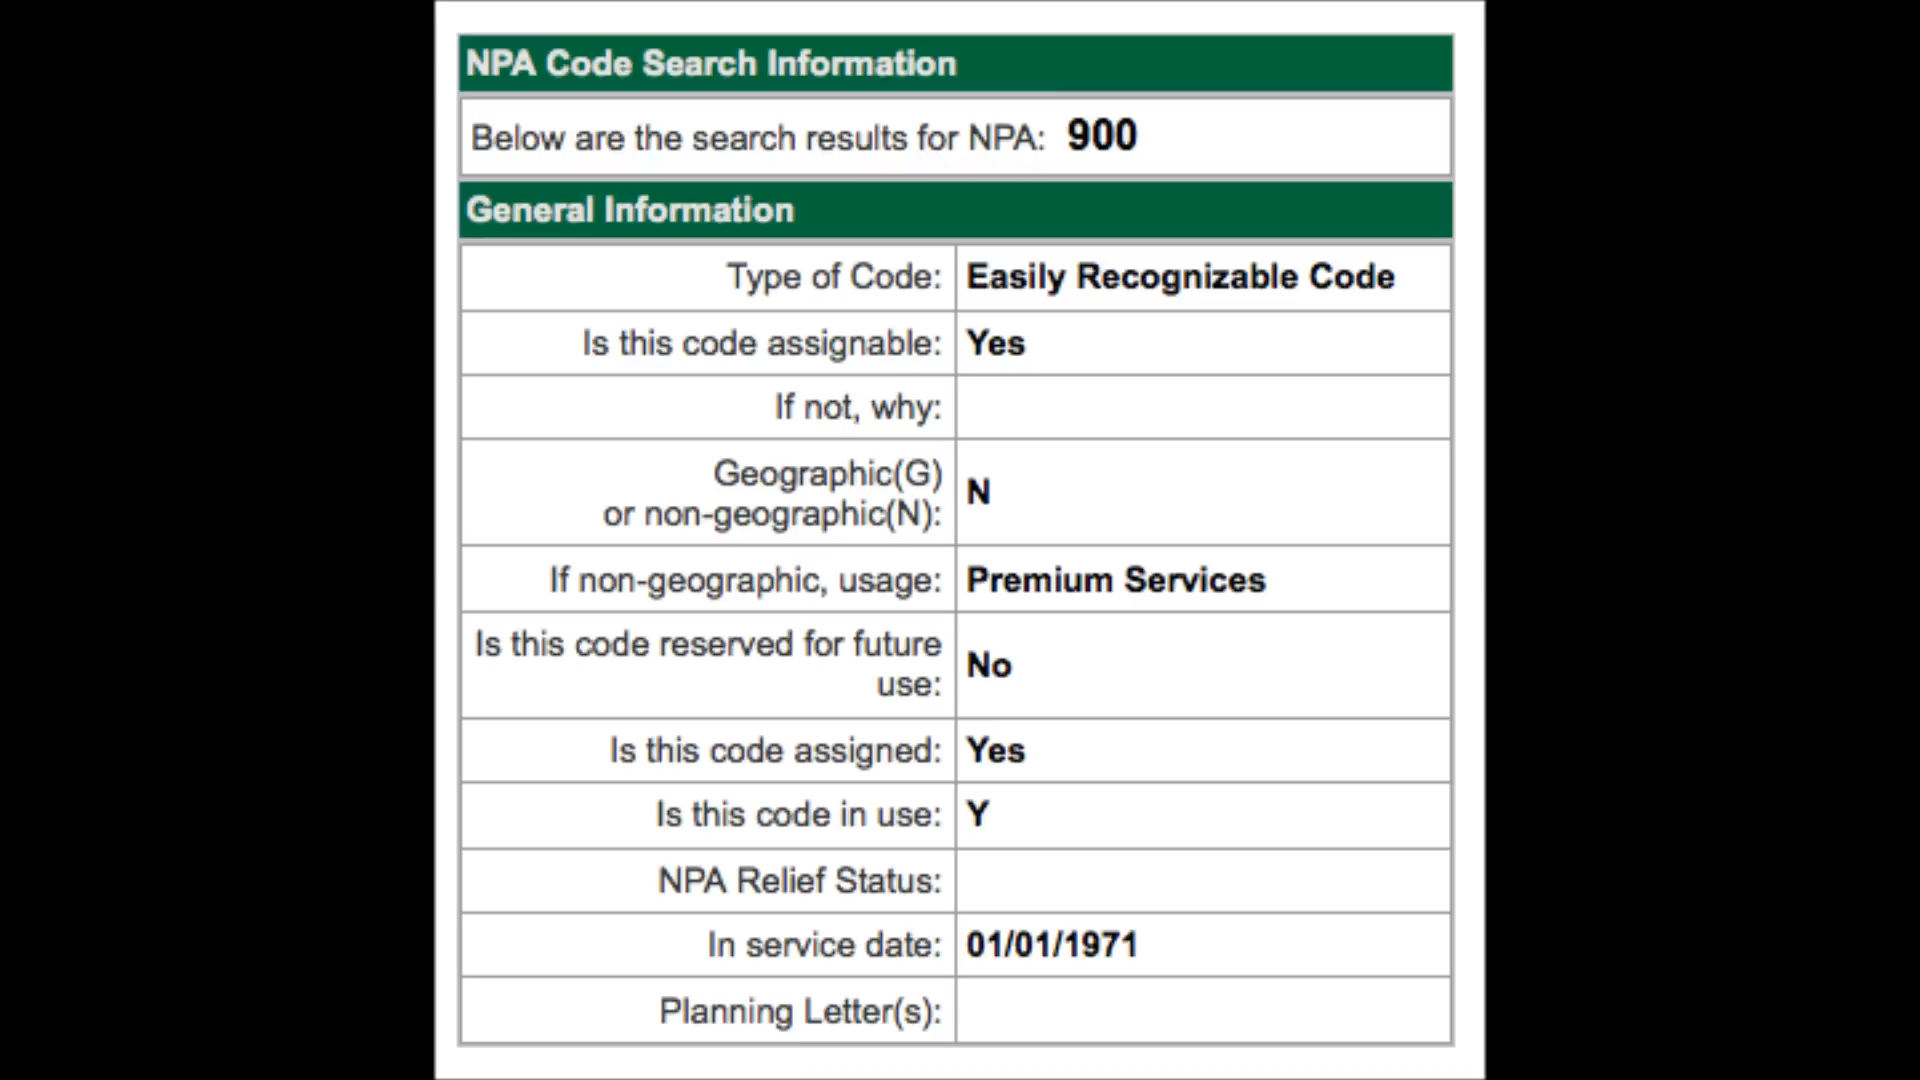 NPA Code Search Information
Below are the search results for NPA: 900
General Information
Type of Code: Easily Recognizable Code
Is this code assignable: Yes
If not, why:
Geographic(G)
or non-geographic(N): N
If non-geographic, usage: Premium Services
Is this code reserved for future
use: No
Is this code assigned: Yes
Is this code in use: Y
NPA Relief Status:
In service date: 01/01/1971
Planning Letter(s):